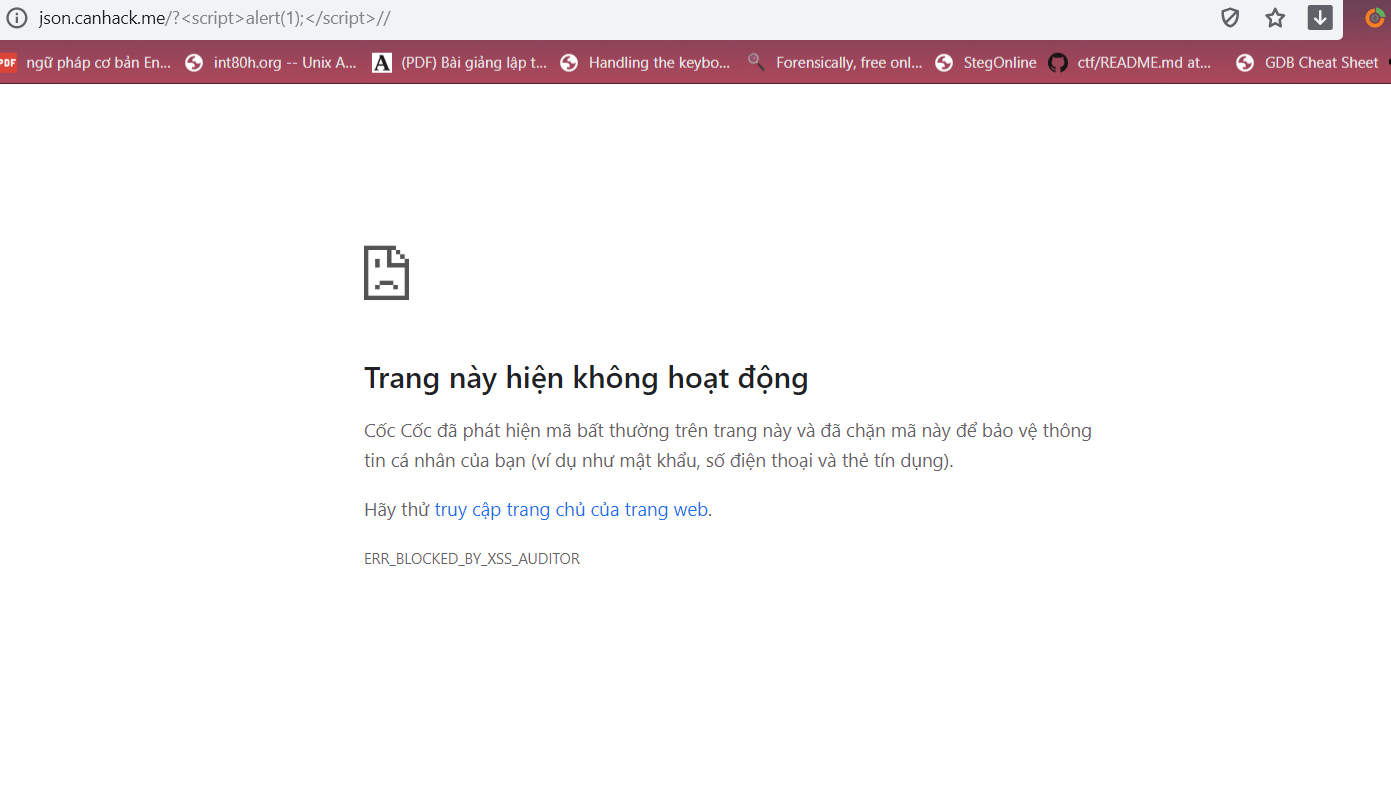 json.canhack.me/?<script>alert(1);</script>//
PDF ngữ pháp cơ bản En... int80h.org -- Unix A... A (PDF) Bài giảng lập t... Handling the keybo... Forensically, free onl... StegOnline ctf/README.md at... GDB Cheat Sheet
Trang này hiện không hoạt động
Cốc Cốc đã phát hiện mã bất thường trên trang này và đã chặn mã này để bảo vệ thông
tin cá nhân của bạn (ví dụ như mật khẩu, số điện thoại và thẻ tín dụng).
Hãy thử truy cập trang chủ của trang web.
ERR_BLOCKED_BY_XSS_AUDITOR